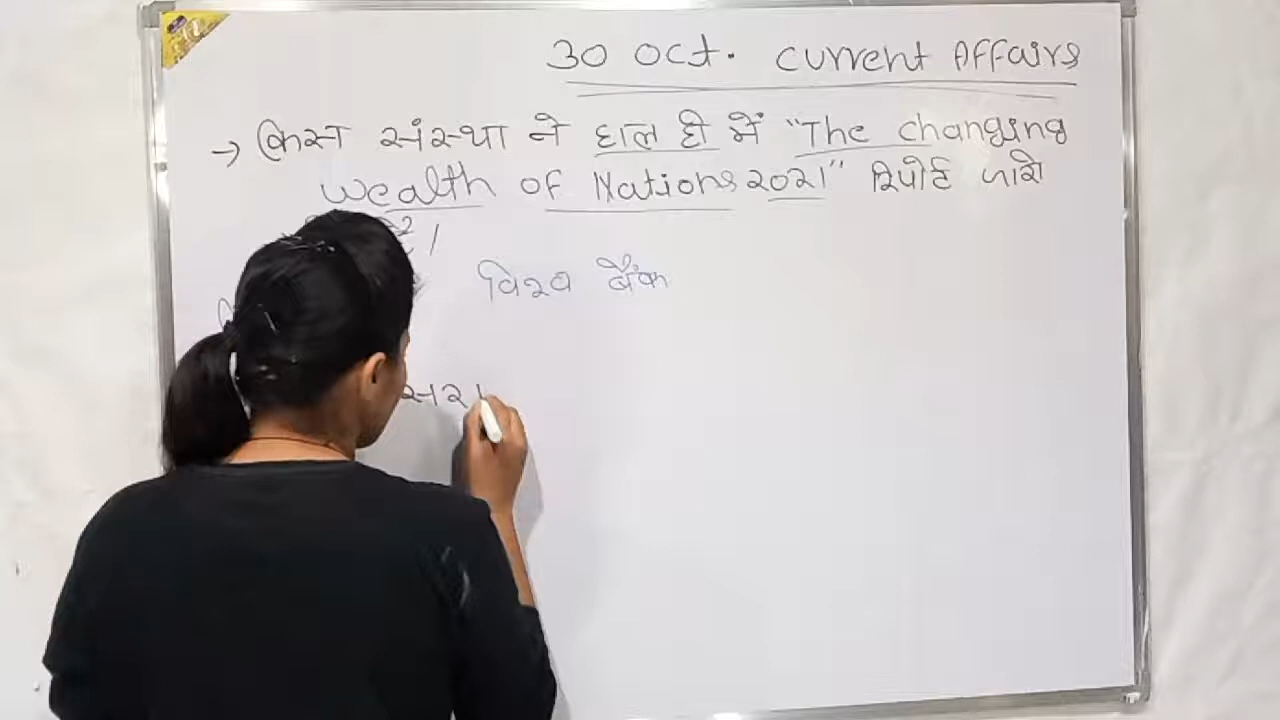 30 Oct. Current Affairs
→ किस संस्था ने हाल ही में "The changing
wealth of Nations 2021" रिपोर्ट जारी
विश्व बैंक